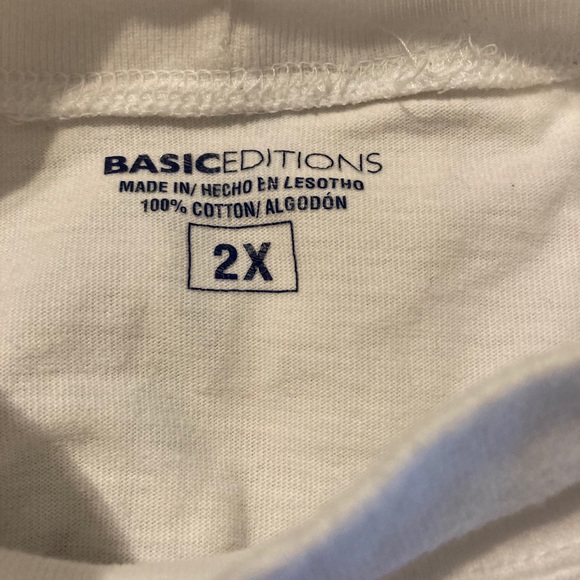 BASICEDITIONS
MADE IN/ HECHO EN LESOTHO
100% COTTON/ ALGODÓN
2X